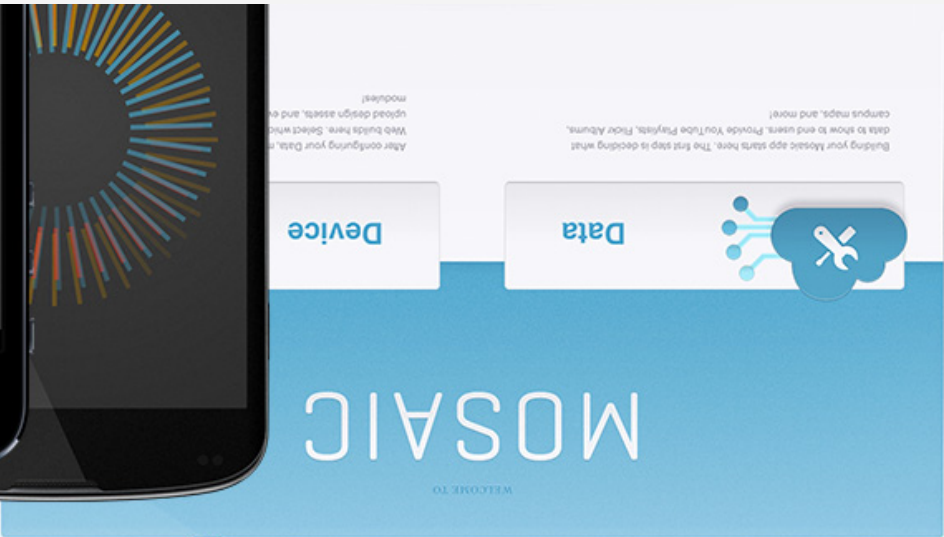 WELCOME TO
MOSAIC
Data
Building your Mosaic app starts here. The first step is deciding what
data to show to end users. Provide YouTube Playlists, Flickr Albums,
campus maps, and more!
Device
After configuring your Data, m
Web builds here. Select whic
upload design assets, and ev
modules!